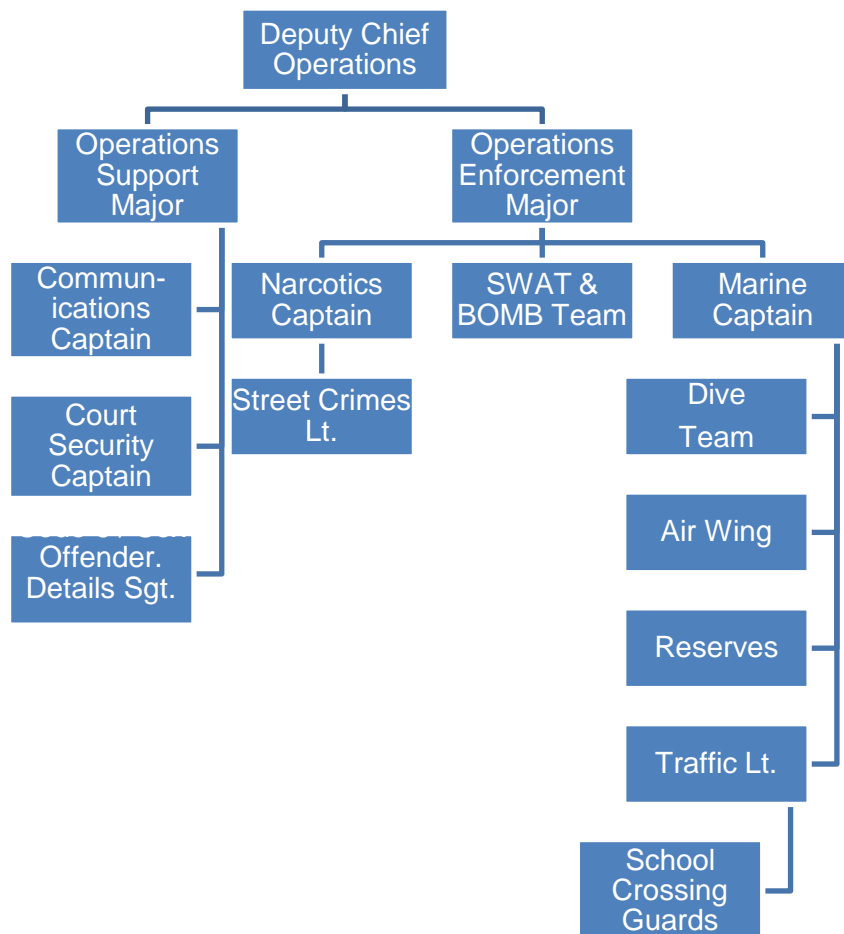 Deputy Chief
Operations
Operations
Support
Major
Operations
Enforcement
Major
Commun-
ications
Captain
Narcotics
Captain
SWAT &
BOMB Team
Marine
Captain
Court
Security
Captain
Street Crimes
Lt.
Dive
Team
Air Wing
Offender.
Details Sgt.
Reserves
Traffic Lt.
School
Crossing
Guards